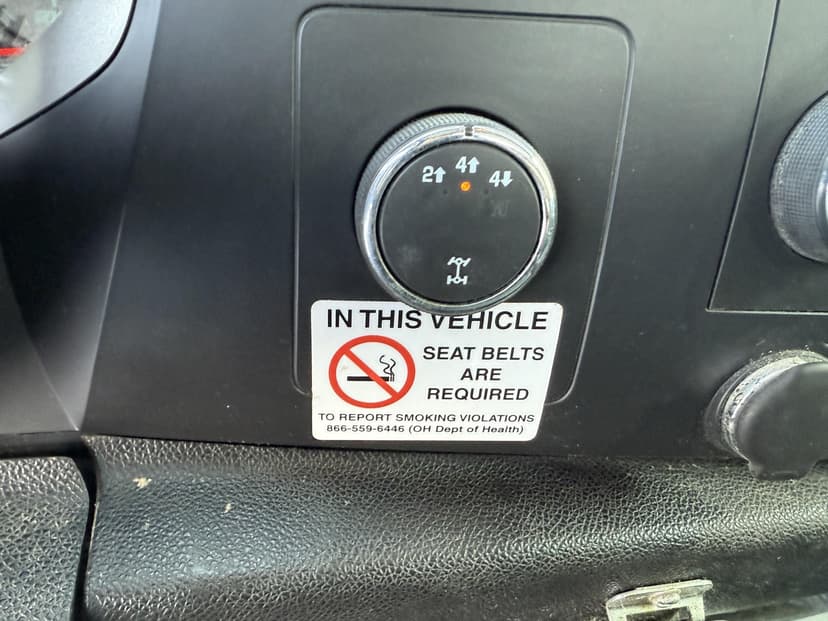 2↑ 4↑ 4↓
N
IN THIS VEHICLE
SEAT BELTS
ARE
REQUIRED
TO REPORT SMOKING VIOLATIONS
866-559-6446 (OH Dept of Health)